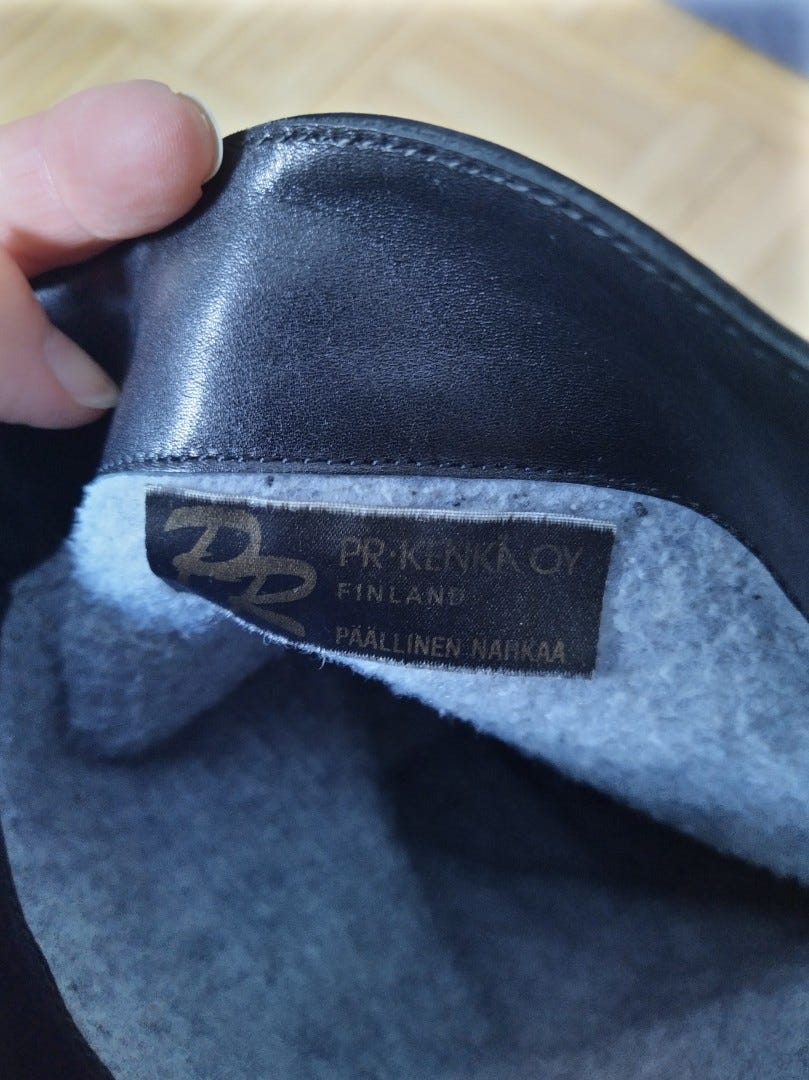 PR
PR·KENKÄ OY
FINLAND
PÄÄLLINEN NAHKAA